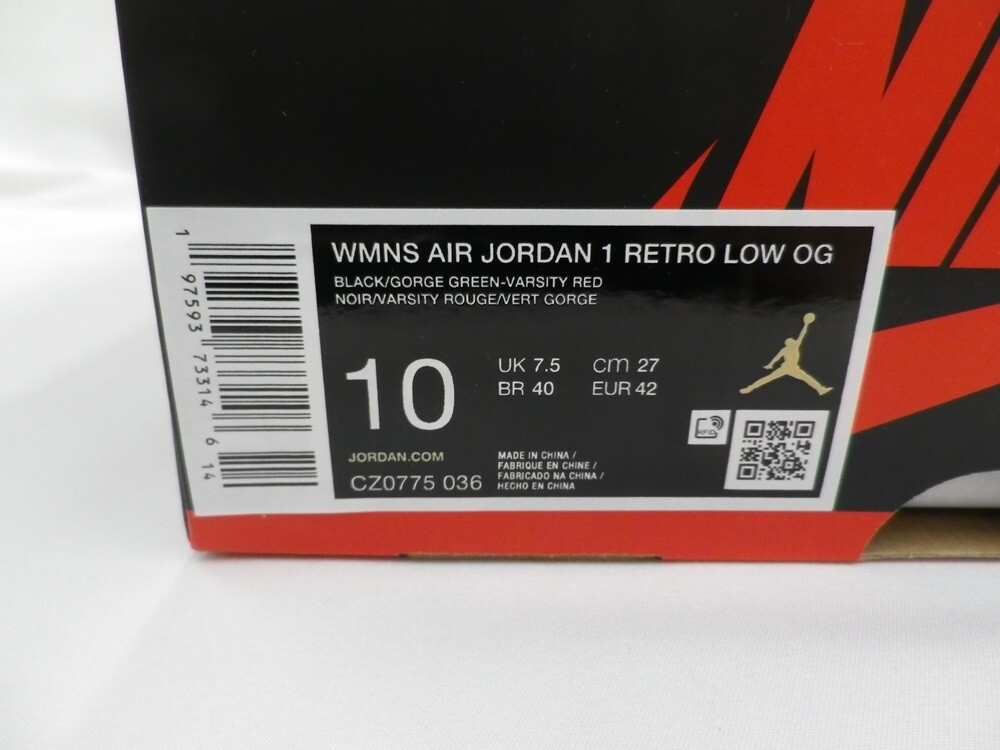 WMNS AIR JORDAN 1 RETRO LOW OG
BLACK/GORGE GREEN-VARSITY RED
NOIR/VARSITY ROUGE/VERT GORGE
10
UK 7.5 cm 27
BR 40 EUR 42
JORDAN.COM
CZ0775 036
MADE IN CHINA /
FABRIQUE EN CHINE /
FABRICADO NA CHINA /
HECHO EN CHINA
RFID
1 97593 73314 6 14